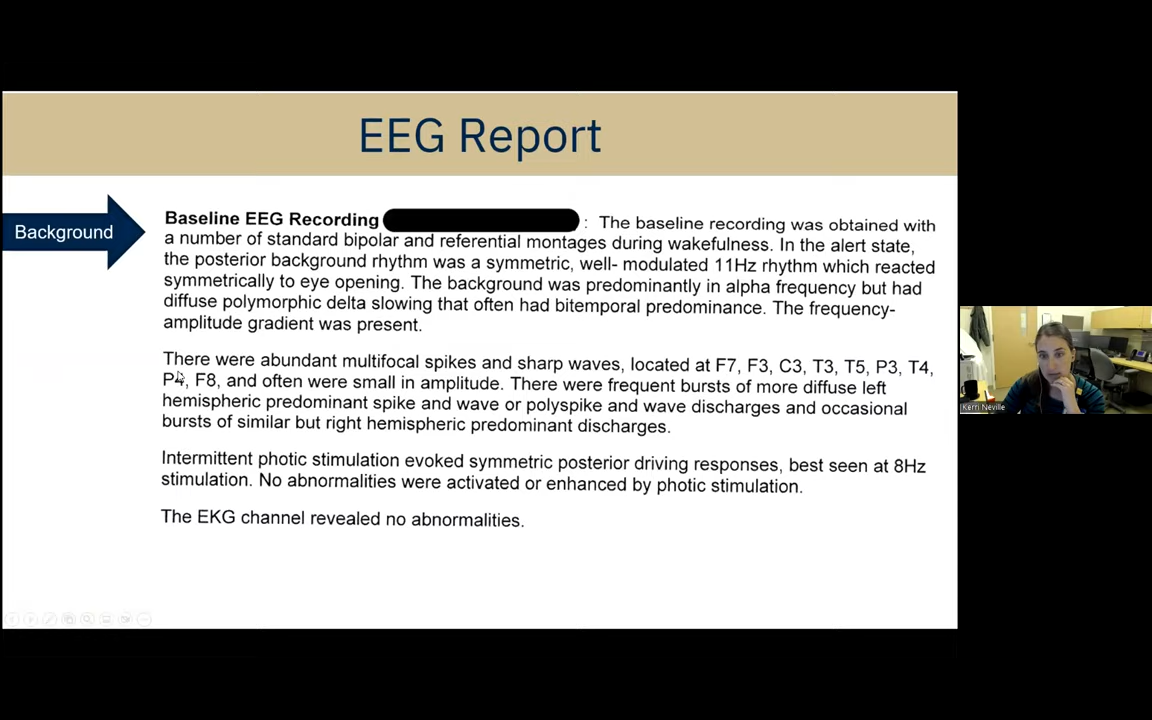 EEG Report
Background
Baseline EEG Recording : The baseline recording was obtained with
a number of standard bipolar and referential montages during wakefulness. In the alert state,
the posterior background rhythm was a symmetric, well- modulated 11Hz rhythm which reacted
symmetrically to eye opening. The background was predominantly in alpha frequency but had
diffuse polymorphic delta slowing that often had bitemporal predominance. The frequency-
amplitude gradient was present.
There were abundant multifocal spikes and sharp waves, located at F7, F3, C3, T3, T5, P3, T4,
P4, F8, and often were small in amplitude. There were frequent bursts of more diffuse left
hemispheric predominant spike and wave or polyspike and wave discharges and occasional
bursts of similar but right hemispheric predominant discharges.
Intermittent photic stimulation evoked symmetric posterior driving responses, best seen at 8Hz
stimulation. No abnormalities were activated or enhanced by photic stimulation.
The EKG channel revealed no abnormalities.
Kerri Neville